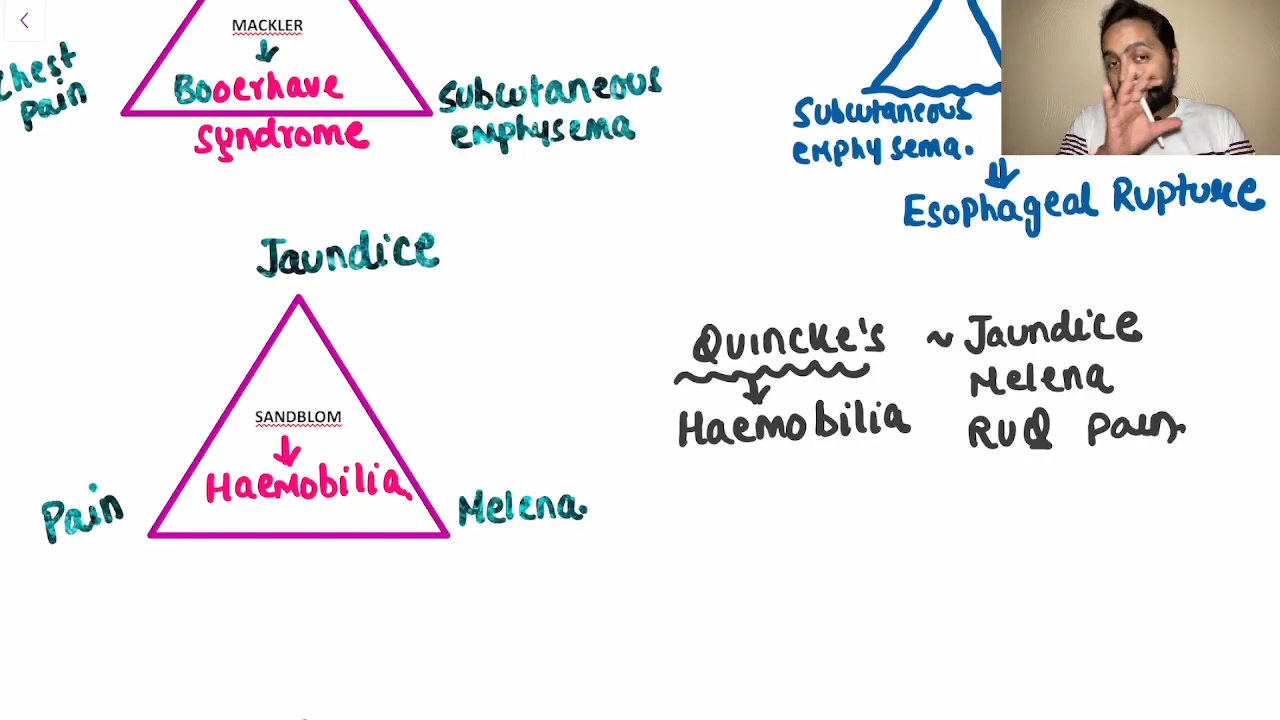 MACKLER
Chest
pain
Booerhave
syndrome
Subcutaneous
emphysema
Subcutaneous
emphysema.
Esophageal Rupture
Jaundice
SANDBLOM
Haemobilia
Pain
Melena.
Quincke's ~ Jaundice
Melena
Haemobilia
RUQ Pain.